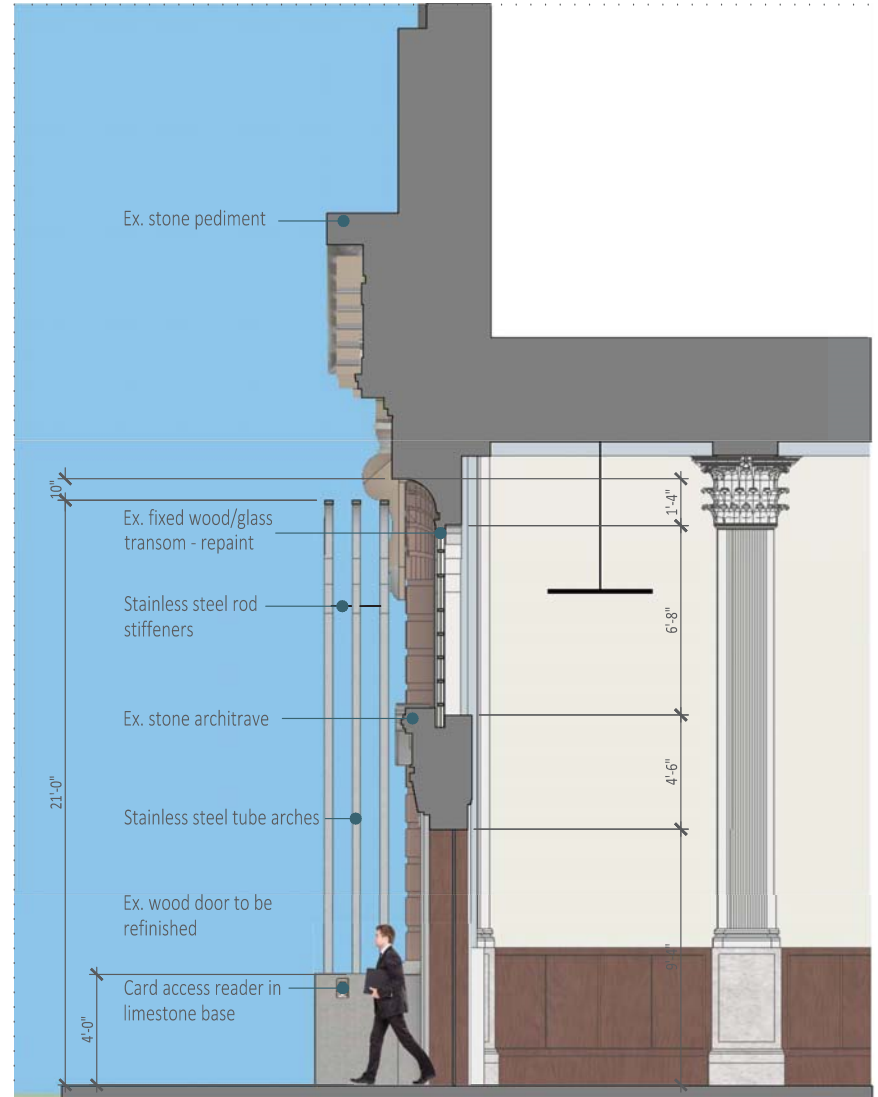 Ex. stone pediment
10"
1'-4"
Ex. fixed wood/glass
transom - repaint
Stainless steel rod
stiffeners
6'-8"
Ex. stone architrave
21'-0"
4'-6"
Stainless steel tube arches
Ex. wood door to be
refinished
Card access reader in
limestone base
4'-0"